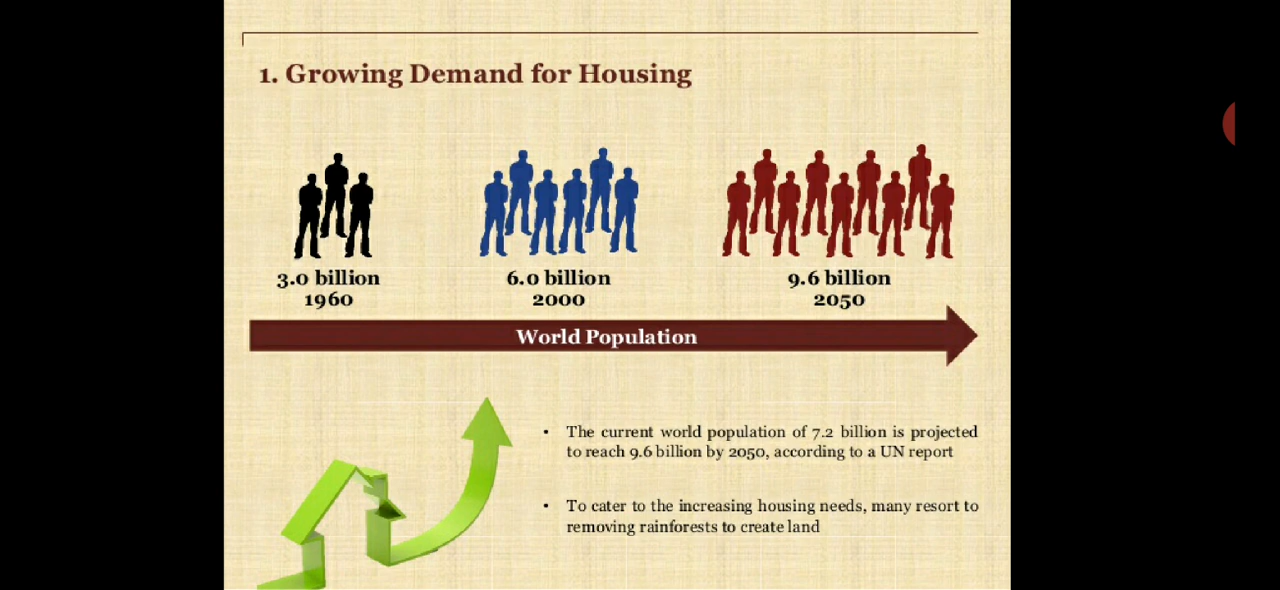 1. Growing Demand for Housing
3.0 billion
1960
6.0 billion
2000
9.6 billion
2050
World Population
• The current world population of 7.2 billion is projected
to reach 9.6 billion by 2050, according to a UN report
• To cater to the increasing housing needs, many resort to
removing rainforests to create land